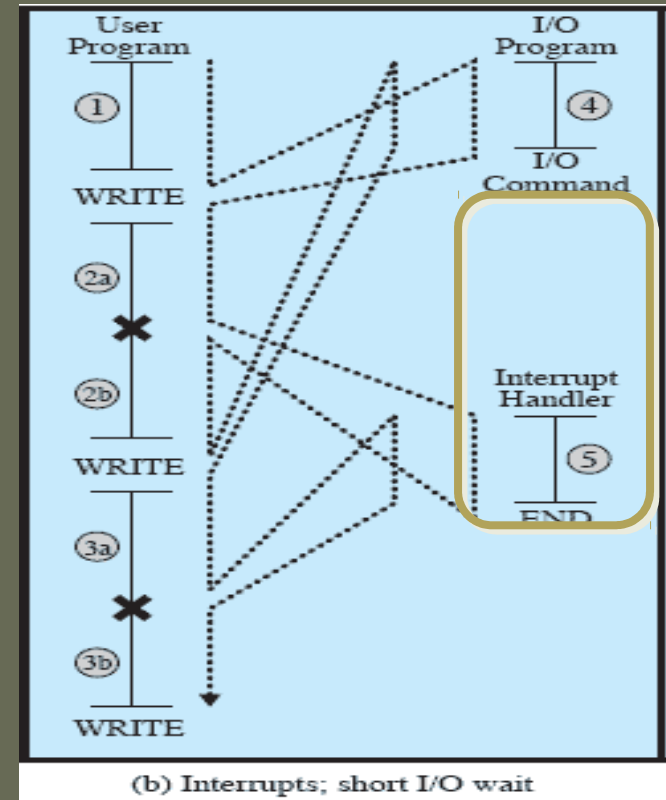 User
Program
1
WRITE
2a
2b
WRITE
3a
3b
WRITE
I/O
Program
4
I/O
Command
Interrupt
Handler
5
END
(b) Interrupts; short I/O wait